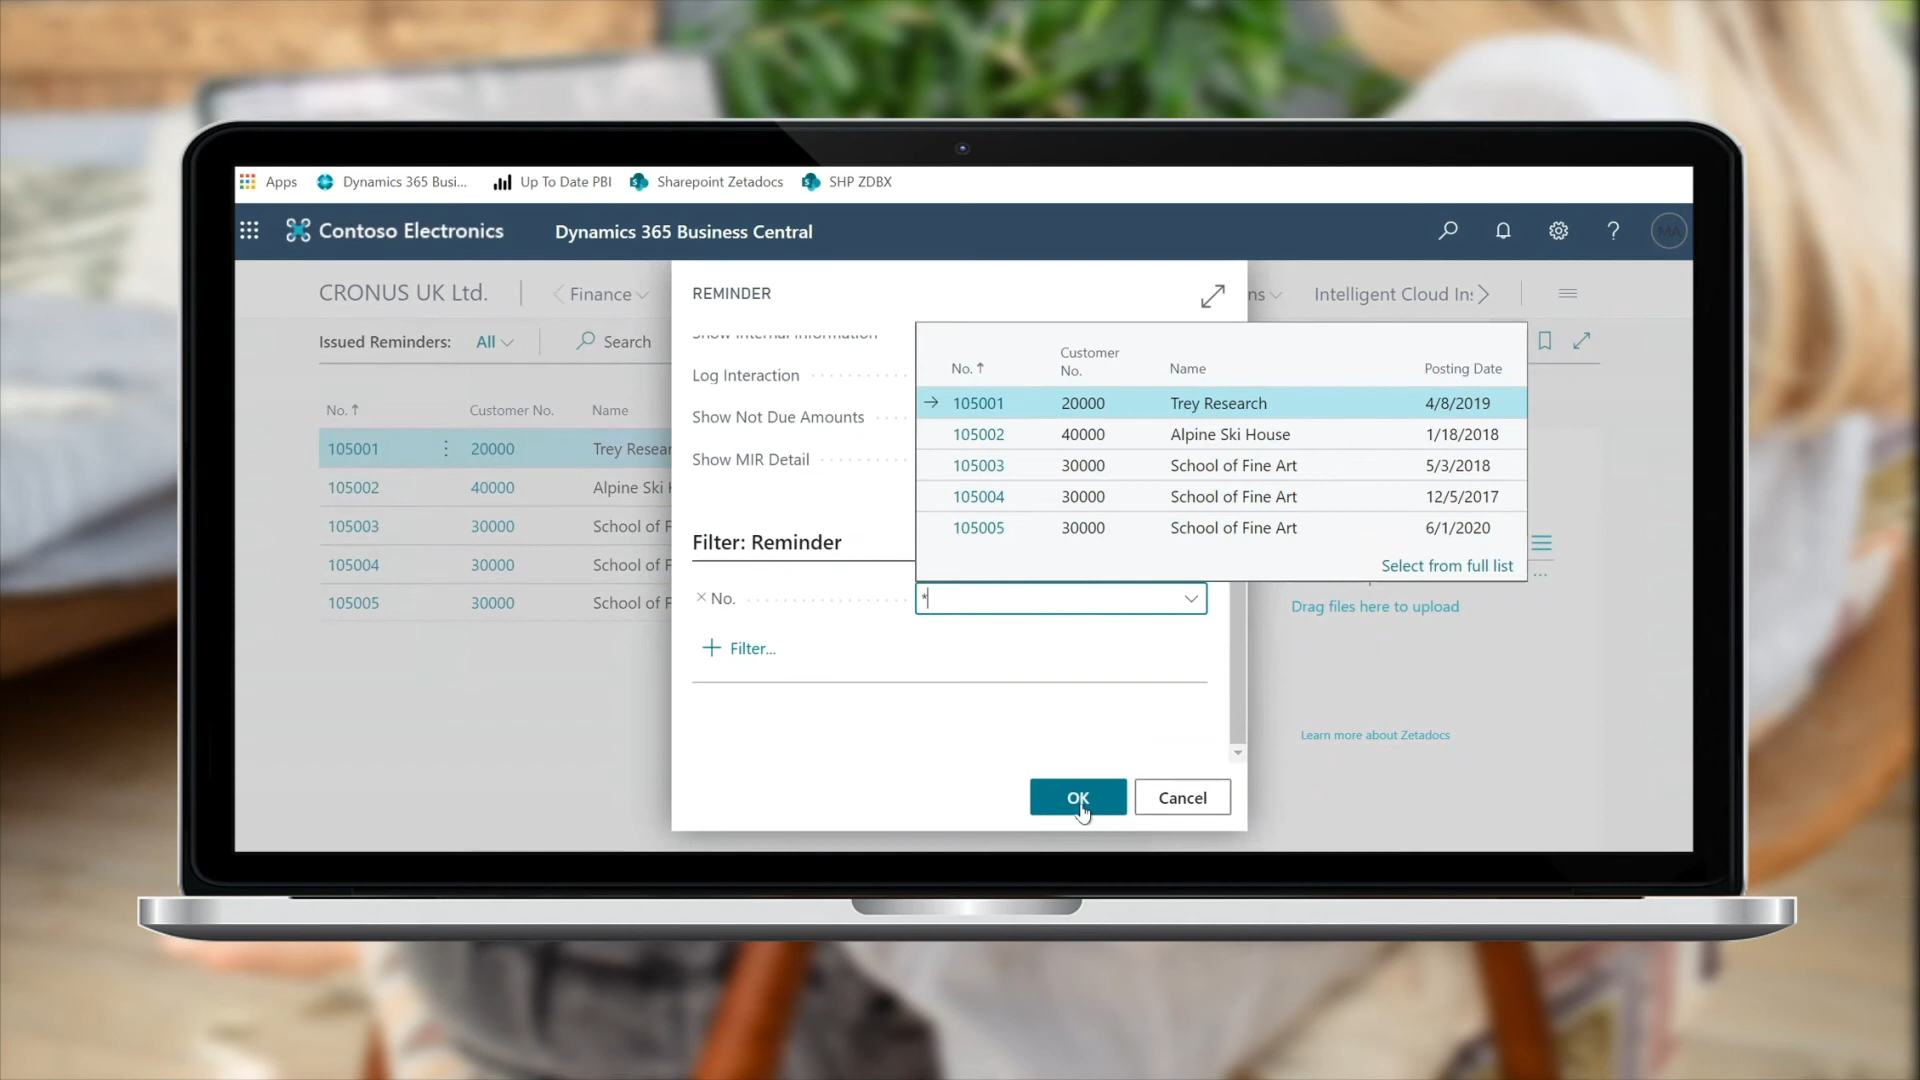 Apps Dynamics 365 Busi... Up To Date PBI Sharepoint Zetadocs SHP ZDBX
Contoso Electronics Dynamics 365 Business Central MA
CRONUS UK Ltd. Finance ns Intelligent Cloud Ins
Issued Reminders: All Search
No. ↑ Customer No. Name
105001 20000 Trey Resear
105002 40000 Alpine Ski H
105003 30000 School of F
105004 30000 School of F
105005 30000 School of F
REMINDER
Show Internal Information
Log Interaction
Show Not Due Amounts
Show MIR Detail
Filter: Reminder
× No. *
+ Filter...
No. ↑ Customer No. Name Posting Date
→ 105001 20000 Trey Research 4/8/2019
105002 40000 Alpine Ski House 1/18/2018
105003 30000 School of Fine Art 5/3/2018
105004 30000 School of Fine Art 12/5/2017
105005 30000 School of Fine Art 6/1/2020
Select from full list
OK Cancel
Drag files here to upload
Learn more about Zetadocs